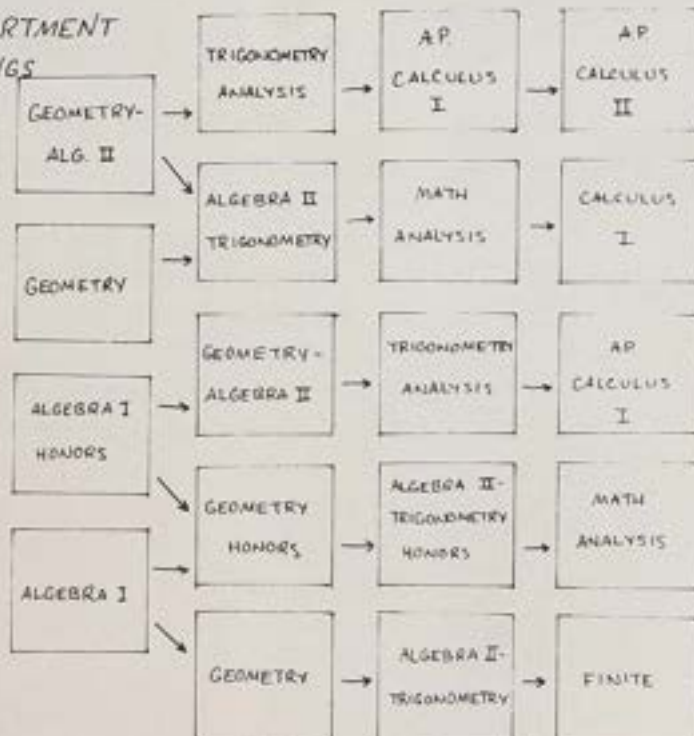 RTMENT
GS
GEOMETRY-
ALG. II
TRIGONOMETRY
ANALYSIS
A.P.
CALCULUS
I
AP
CALCULUS
II
GEOMETRY
ALGEBRA II
TRIGONOMETRY
MATH
ANALYSIS
CALCULUS
I
ALGEBRA I
HONORS
GEOMETRY-
ALGEBRA II
TRIGONOMETRY
ANALYSIS
AP
CALCULUS
I
ALGEBRA I
GEOMETRY
HONORS
ALGEBRA II-
TRIGONOMETRY
HONORS
MATH
ANALYSIS
GEOMETRY
ALGEBRA II-
TRIGONOMETRY
FINITE